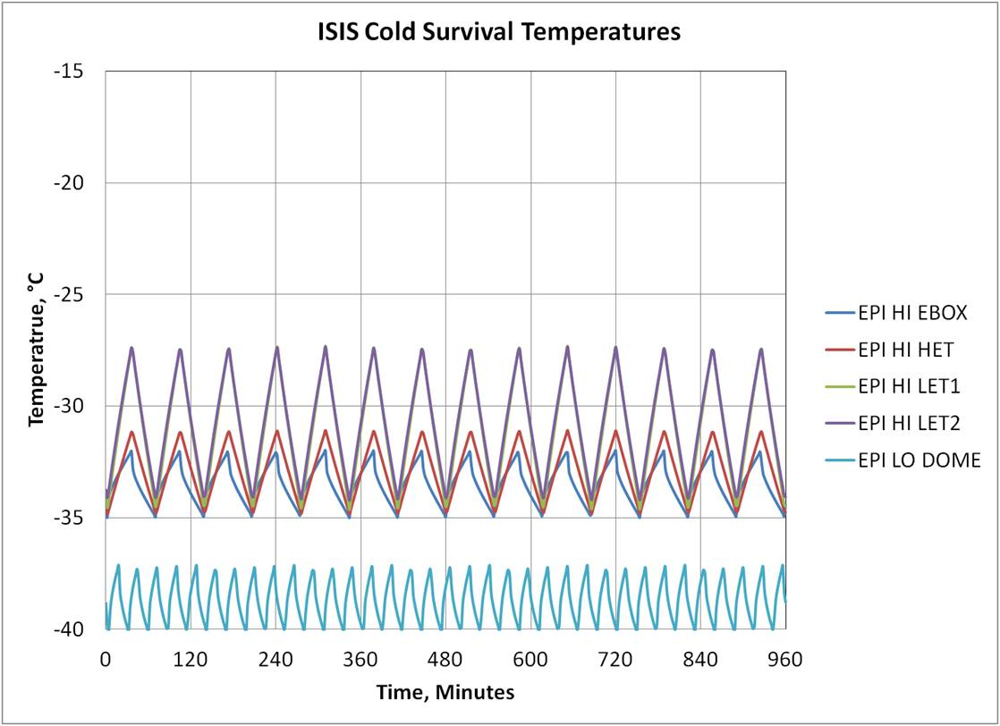 ISIS Cold Survival Temperatures
-15
-20
-25
-30
-35
-40
Temperatrue, °C
0 120 240 360 480 600 720 840 960
Time, Minutes
EPI HI EBOX
EPI HI HET
EPI HI LET1
EPI HI LET2
EPI LO DOME